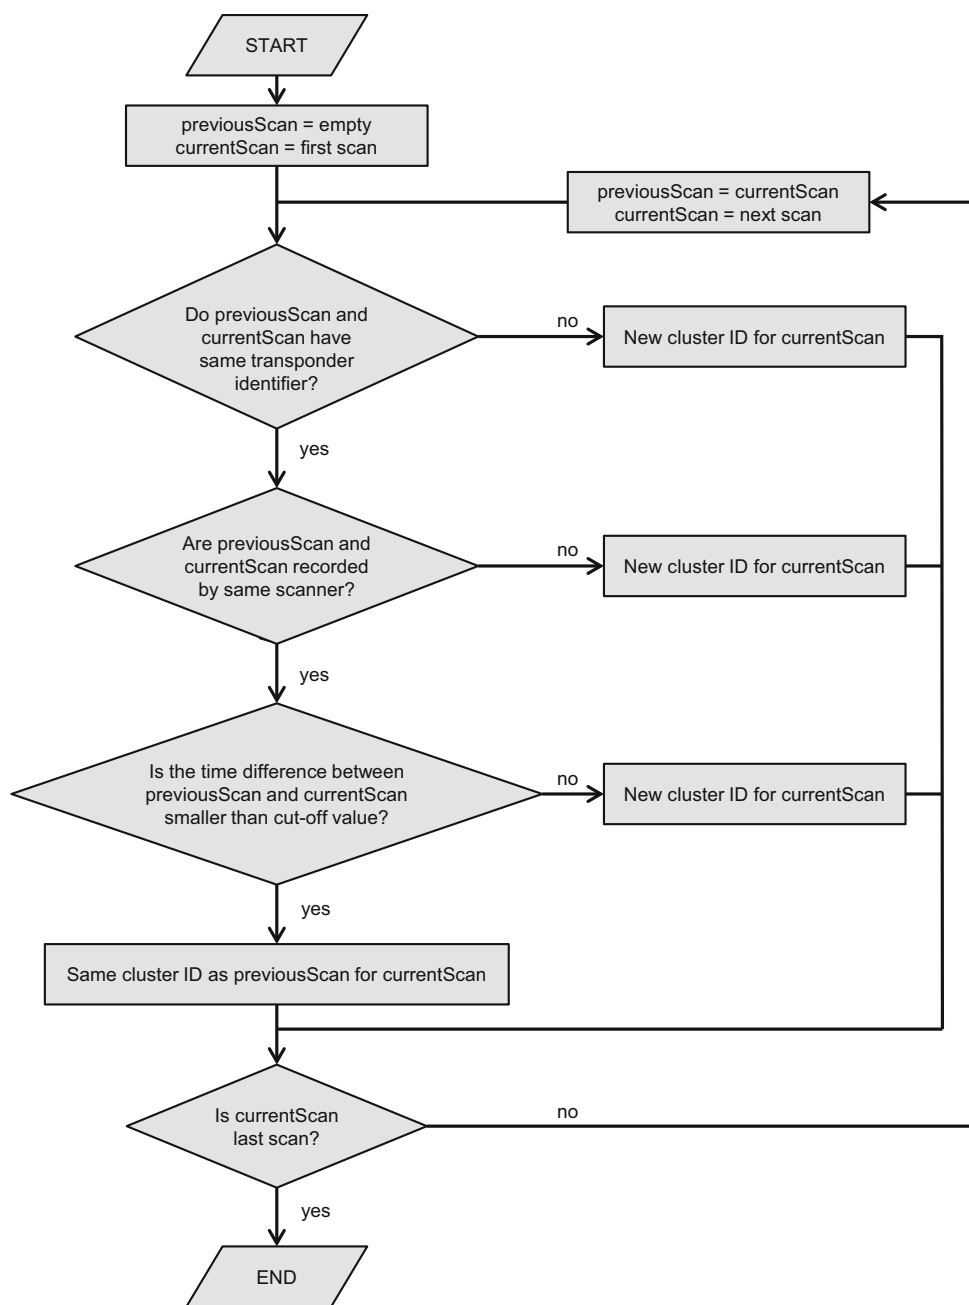 START
previousScan = empty
currentScan = first scan
previousScan = currentScan
currentScan = next scan
Do previousScan and
currentScan have
same transponder
identifier?
no
New cluster ID for currentScan
yes
Are previousScan and
currentScan recorded
by same scanner?
no
New cluster ID for currentScan
yes
Is the time difference between
previousScan and currentScan
smaller than cut-off value?
no
New cluster ID for currentScan
yes
Same cluster ID as previousScan for currentScan
Is currentScan
last scan?
no
yes
END